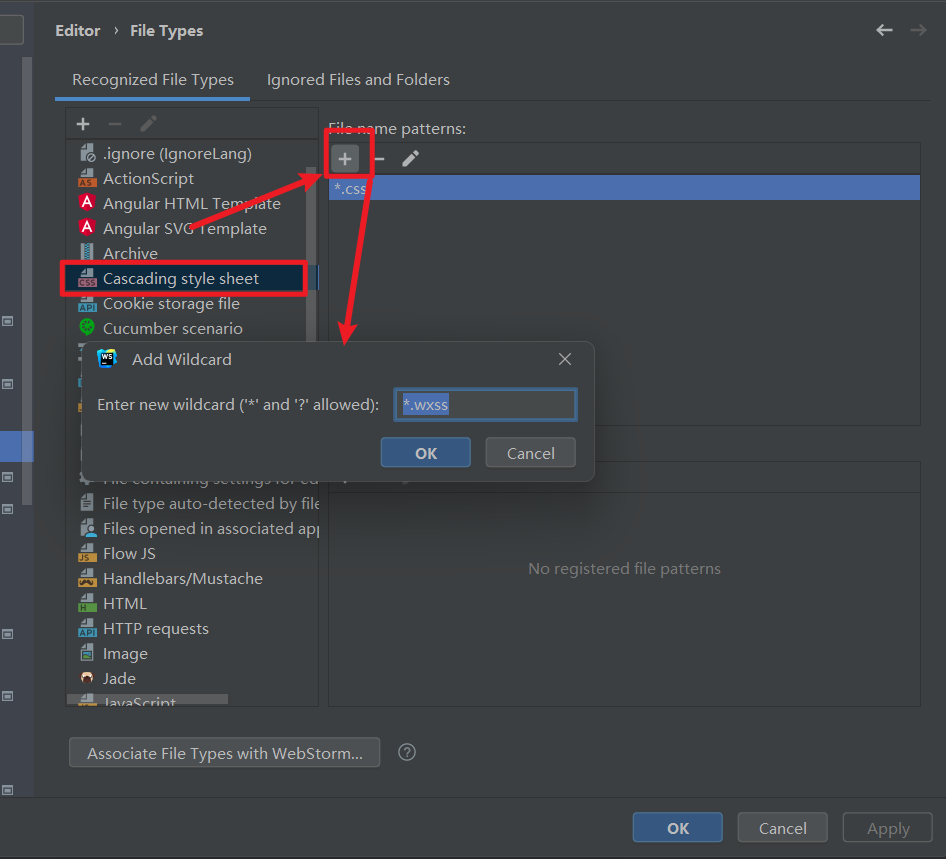 Editor › File Types
Recognized File Types
Ignored Files and Folders
.ignore (IgnoreLang)
ActionScript
Angular HTML Template
Angular SVG Template
Archive
Cascading style sheet
Cookie storage file
Cucumber scenario
File name patterns:
*.css
Add Wildcard
Enter new wildcard ('*' and '?' allowed):
*.wxss
OK
Cancel
File containing settings for ed
File type auto-detected by file
Files opened in associated app
Flow JS
Handlebars/Mustache
HTML
HTTP requests
Image
Jade
JavaScript
No registered file patterns
Associate File Types with WebStorm...
OK
Cancel
Apply